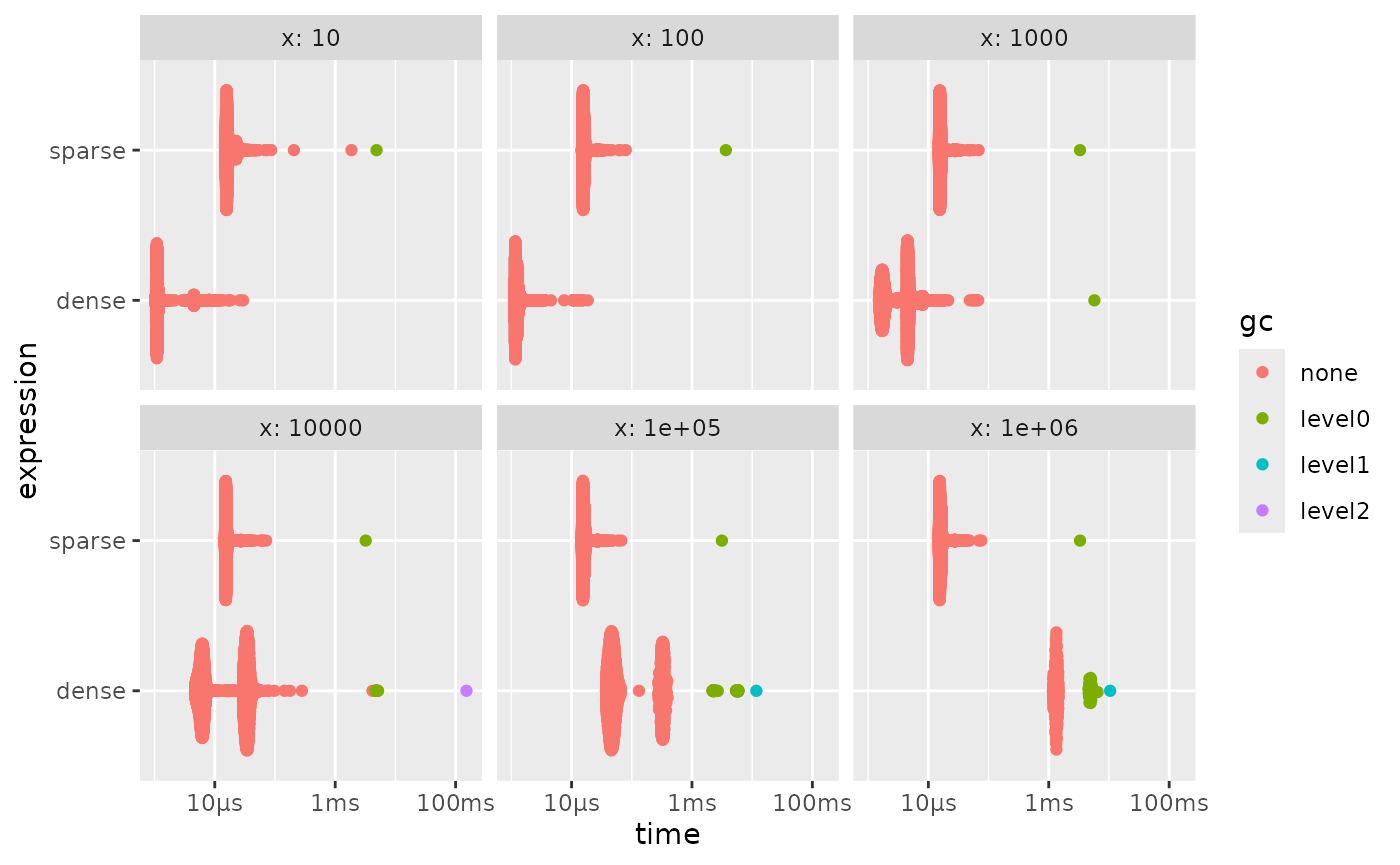 x: 10
x: 100
x: 1000
sparse
dense
x: 10000
x: 1e+05
x: 1e+06
sparse
dense
10µs
1ms
100ms
10µs
1ms
100ms
10µs
1ms
100ms
time
expression
gc
none
level0
level1
level2